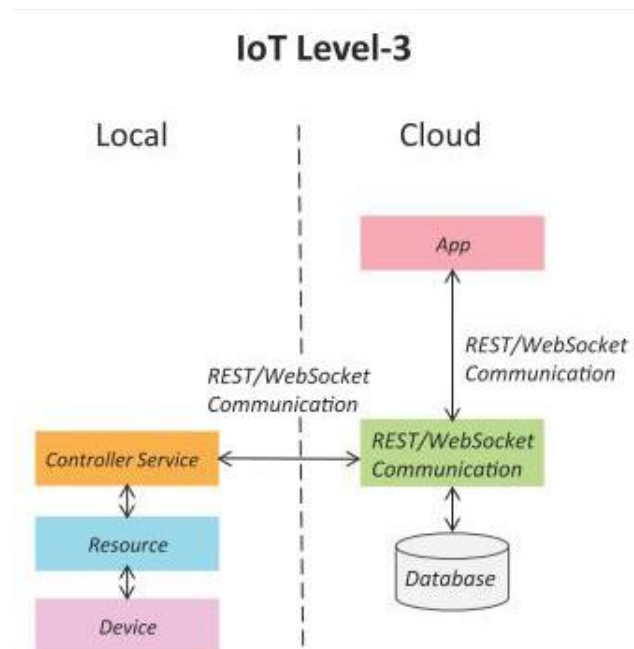 IoT Level-3
Local
Cloud
App
REST/WebSocket
Communication
REST/WebSocket
Communication
Controller Service
REST/WebSocket
Communication
Resource
Database
Device